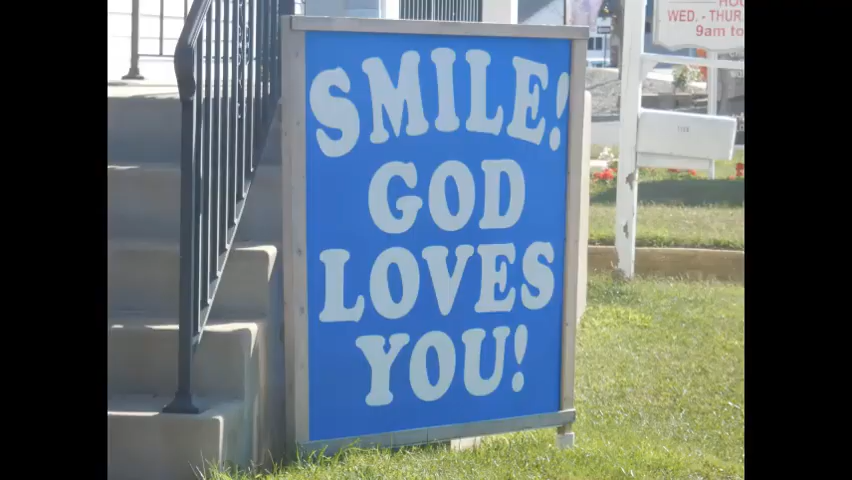 SMILE!
GOD
LOVES
YOU!
WED. - THUR
9am to